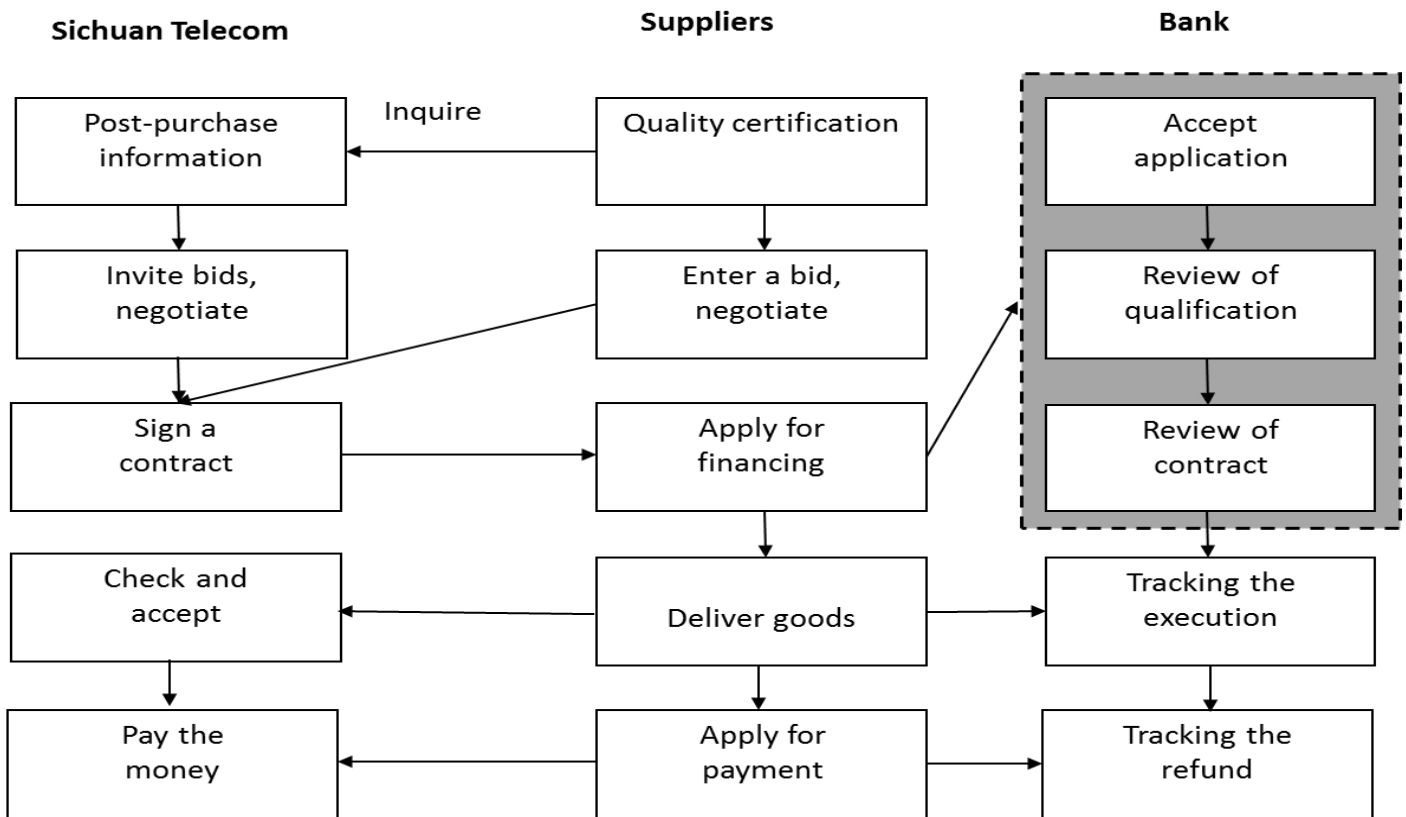 Sichuan Telecom
Suppliers
Bank
Post-purchase
information
Inquire
Quality certification
Accept
application
Invite bids,
negotiate
Enter a bid,
negotiate
Review of
qualification
Sign a
contract
Apply for
financing
Review of
contract
Check and
accept
Deliver goods
Tracking the
execution
Pay the
money
Apply for
payment
Tracking the
refund